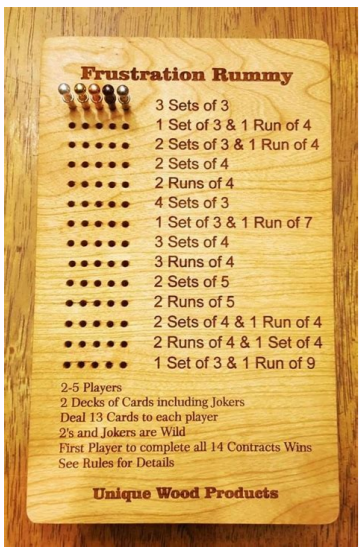 Frustration Rummy
3 Sets of 3
1 Set of 3 & 1 Run of 4
2 Sets of 3 & 1 Run of 4
2 Sets of 4
2 Runs of 4
4 Sets of 3
1 Set of 3 & 1 Run of 7
3 Sets of 4
3 Runs of 4
2 Sets of 5
2 Runs of 5
2 Sets of 4 & 1 Run of 4
2 Runs of 4 & 1 Set of 4
1 Set of 3 & 1 Run of 9
2-5 Players
2 Decks of Cards including Jokers
Deal 13 Cards to each player
2's and Jokers are Wild
First Player to complete all 14 Contracts Wins
See Rules for Details
Unique Wood Products